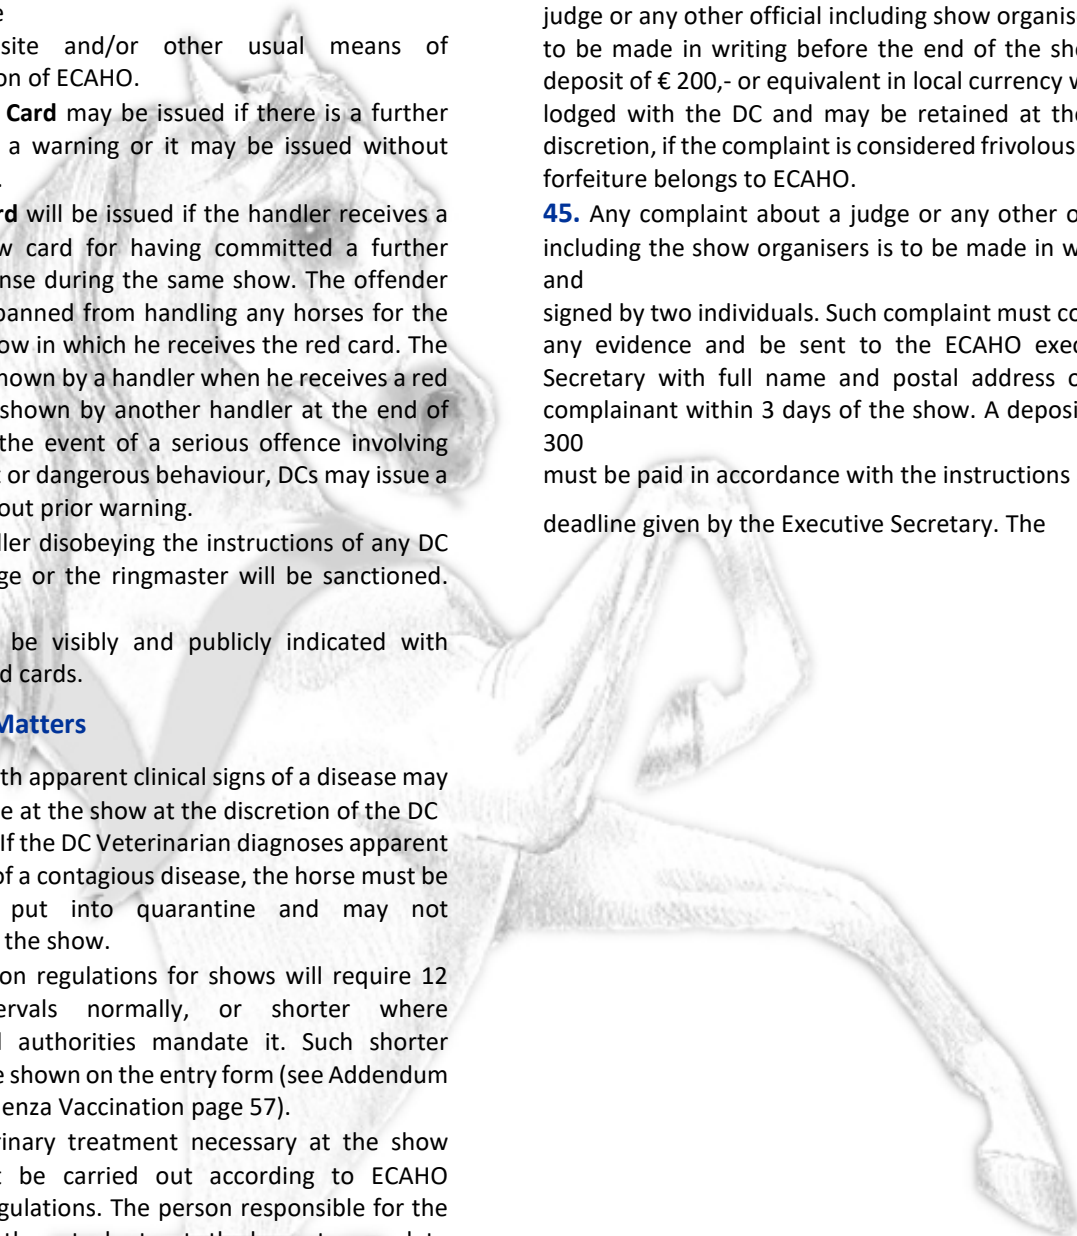 e
site and/or other usual means of
on of ECAHO.
Card may be issued if there is a further
a warning or it may be issued without
.
rd will be issued if the handler receives a
w card for having committed a further
nse during the same show. The offender
banned from handling any horses for the
ow in which he receives the red card. The
hown by a handler when he receives a red
shown by another handler at the end of
the event of a serious offence involving
t or dangerous behaviour, DCs may issue a
out prior warning.
ller disobeying the instructions of any DC
ge or the ringmaster will be sanctioned.
be visibly and publicly indicated with
d cards.
Matters
th apparent clinical signs of a disease may
e at the show at the discretion of the DC
If the DC Veterinarian diagnoses apparent
of a contagious disease, the horse must be
put into quarantine and may not
the show.
on regulations for shows will require 12
ervals normally, or shorter where
l authorities mandate it. Such shorter
e shown on the entry form (see Addendum
enza Vaccination page 57).
rinary treatment necessary at the show
t be carried out according to ECAHO
gulations. The person responsible for the
judge or any other official including show organis
to be made in writing before the end of the sho
deposit of € 200,- or equivalent in local currency w
lodged with the DC and may be retained at the
discretion, if the complaint is considered frivolous
forfeiture belongs to ECAHO.
45. Any complaint about a judge or any other o
including the show organisers is to be made in w
and
signed by two individuals. Such complaint must co
any evidence and be sent to the ECAHO exec
Secretary with full name and postal address o
complainant within 3 days of the show. A deposi
300
must be paid in accordance with the instructions
deadline given by the Executive Secretary. The